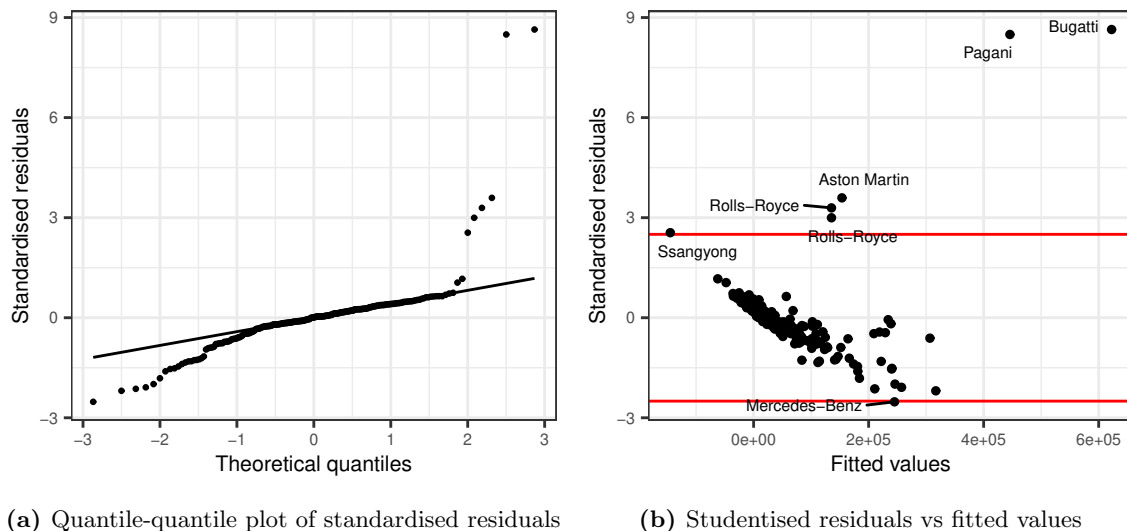 9
6
3
0
−3
−3 −2 −1 0 1 2 3
Theoretical quantiles
Standardised residuals
(a) Quantile-quantile plot of standardised residuals
9
6
3
0
−3
0e+00 2e+05 4e+05 6e+05
Fitted values
Standardised residuals
Bugatti
Pagani
Aston Martin
Rolls−Royce
Rolls−Royce
Ssangyong
Mercedes−Benz
(b) Studentised residuals vs fitted values